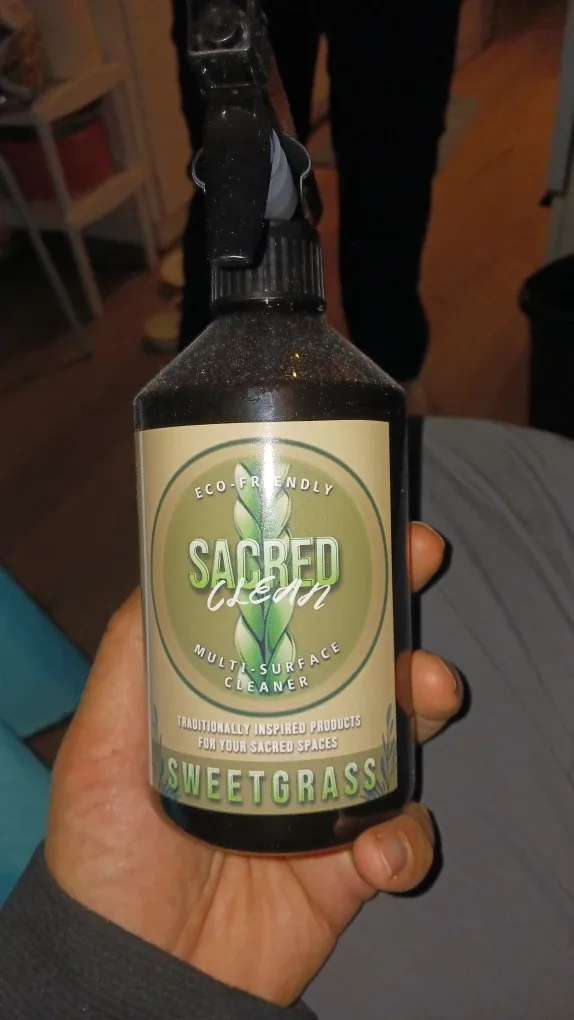 ECO-FRIENDLY
SACRED
CLEAN
MULTI-SURFACE
CLEANER
TRADITIONALLY INSPIRED PRODUCTS
FOR YOUR SACRED SPACES
SWEETGRASS